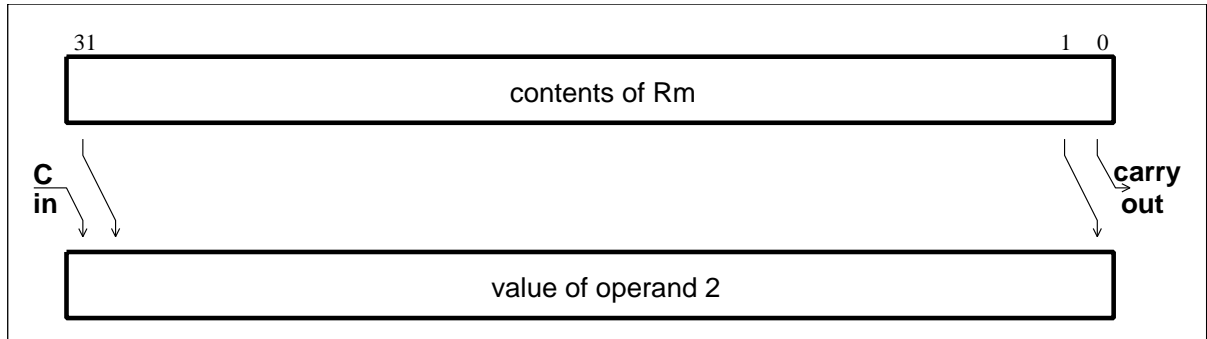 31 1 0
contents of Rm
C
in
carry
out
value of operand 2